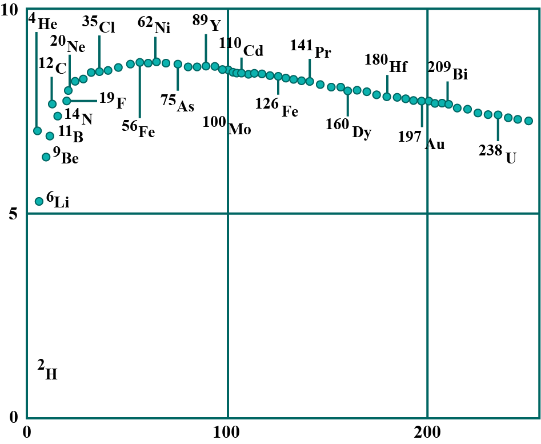 10
⁴He
³⁵Cl
⁶²Ni
⁸⁹Y
²⁰Ne
¹¹⁰Cd
¹⁴¹Pr
¹⁸⁰Hf
²⁰⁹Bi
¹²C
¹⁹F
⁷⁵As
¹²⁶Fe
¹⁴N
⁵⁶Fe
¹⁰⁰Mo
¹⁶⁰Dy
¹⁹⁷Au
¹¹B
²³⁸U
⁹Be
⁶Li
5
²H
0
0
100
200